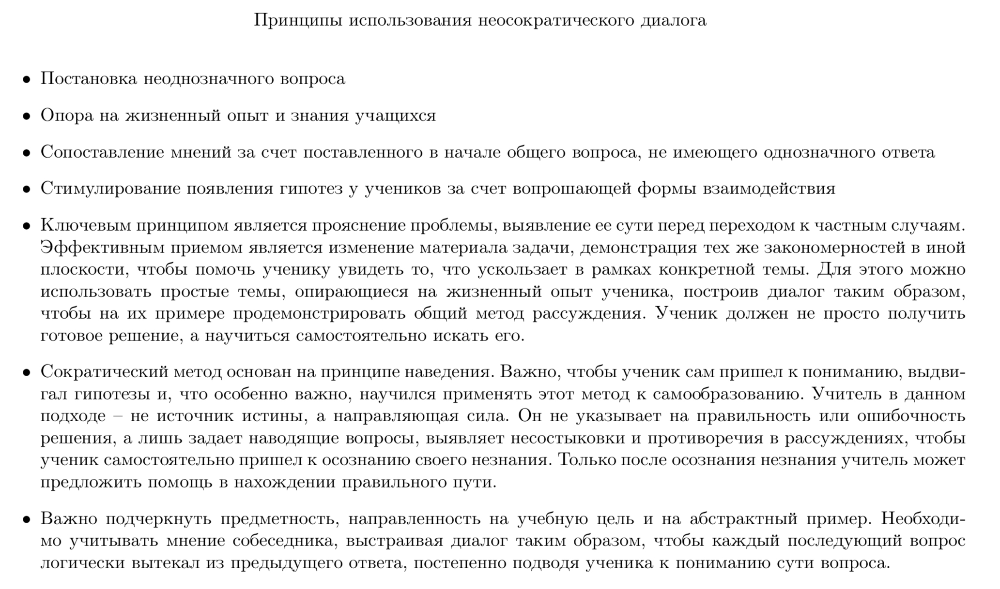 Принципы использования неосократического диалога
• Постановка неоднозначного вопроса
• Опора на жизненный опыт и знания учащихся
• Сопоставление мнений за счет поставленного в начале общего вопроса, не имеющего однозначного ответа
• Стимулирование появления гипотез у учеников за счет вопрошающей формы взаимодействия
• Ключевым принципом является прояснение проблемы, выявление ее сути перед переходом к частным случаям.
Эффективным приемом является изменение материала задачи, демонстрация тех же закономерностей в иной
плоскости, чтобы помочь ученику увидеть то, что ускользает в рамках конкретной темы. Для этого можно
использовать простые темы, опирающиеся на жизненный опыт ученика, построив диалог таким образом,
чтобы на их примере продемонстрировать общий метод рассуждения. Ученик должен не просто получить
готовое решение, а научиться самостоятельно искать его.
• Сократический метод основан на принципе наведения. Важно, чтобы ученик сам пришел к пониманию, выдви-
гал гипотезы и, что особенно важно, научился применять этот метод к самообразованию. Учитель в данном
подходе – не источник истины, а направляющая сила. Он не указывает на правильность или ошибочность
решения, а лишь задает наводящие вопросы, выявляет несостыковки и противоречия в рассуждениях, чтобы
ученик самостоятельно пришел к осознанию своего незнания. Только после осознания незнания учитель может
предложить помощь в нахождении правильного пути.
• Важно подчеркнуть предметность, направленность на учебную цель и на абстрактный пример. Необходи-
мо учитывать мнение собеседника, выстраивая диалог таким образом, чтобы каждый последующий вопрос
логически вытекал из предыдущего ответа, постепенно подводя ученика к пониманию сути вопроса.